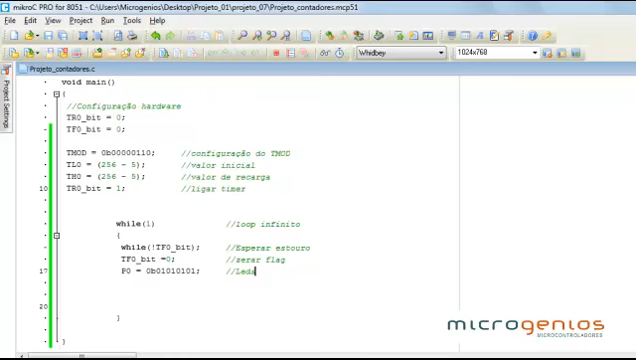 mikroC PRO for 8051 - C:\Users\Microgenios\Desktop\Projeto_01\projeto_07\Projeto_contadores.mcp51
File Edit View Project Run Tools Help
Whidbey 1024x768
Projeto_contadores.c
Project Settings
void main()
{
//Configuração hardware
TR0_bit = 0;
TF0_bit = 0;
TMOD = 0b00000110; //configuração do TMOD
TL0 = (256 - 5); //valor inicial
TH0 = (256 - 5); //valor de recarga
10 TR0_bit = 1; //ligar timer
while(1) //loop infinito
{
while(!TF0_bit); //Esperar estouro
TF0_bit =0; //zerar flag
17 P0 = 0b01010101; //Leds
20
}
}
microgenios
MICROCONTROLADORES